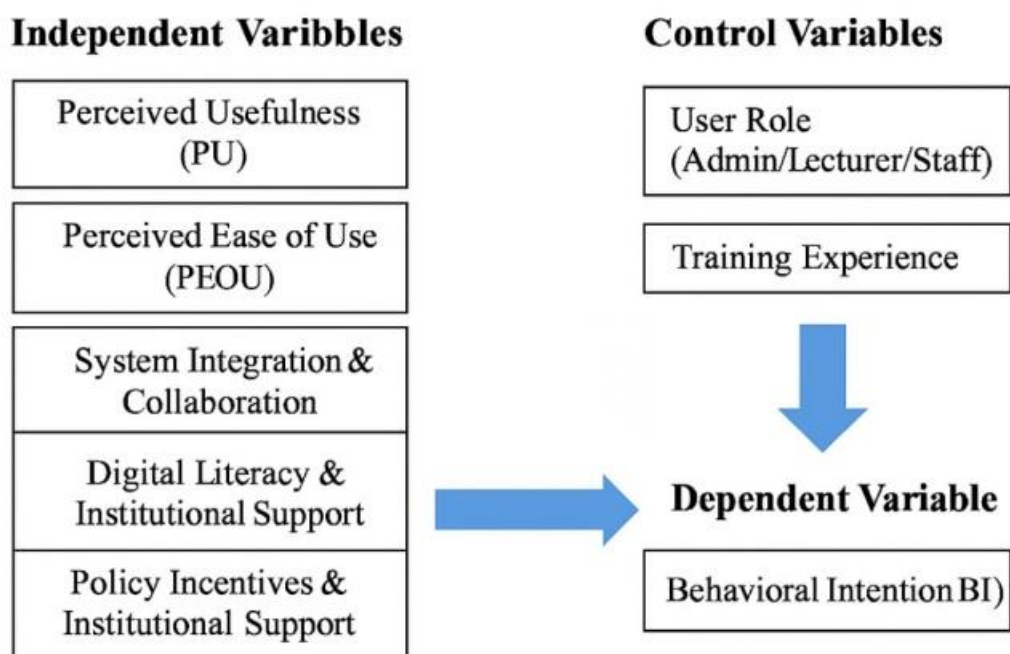 Independent Varibbles
Perceived Usefulness
(PU)
Perceived Ease of Use
(PEOU)
System Integration &
Collaboration
Digital Literacy &
Institutional Support
Policy Incentives &
Institutional Support
Control Variables
User Role
(Admin/Lecturer/Staff)
Training Experience
Dependent Variable
Behavioral Intention BI)